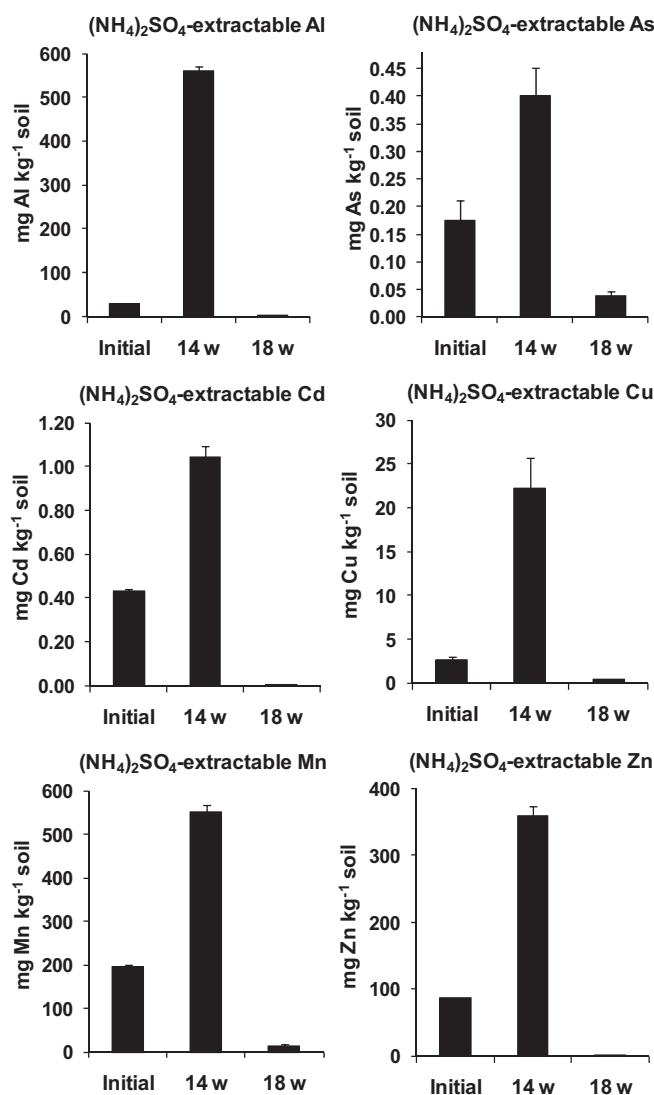 (NH₄)₂SO₄-extractable Al
mg Al kg⁻¹ soil
600
500
400
300
200
100
0
Initial 14 w 18 w
(NH₄)₂SO₄-extractable As
mg As kg⁻¹ soil
0.45
0.40
0.35
0.30
0.25
0.20
0.15
0.10
0.05
0.00
Initial 14 w 18 w
(NH₄)₂SO₄-extractable Cd
mg Cd kg⁻¹ soil
1.20
1.00
0.80
0.60
0.40
0.20
0.00
Initial 14 w 18 w
(NH₄)₂SO₄-extractable Cu
mg Cu kg⁻¹ soil
30
25
20
15
10
5
0
Initial 14 w 18 w
(NH₄)₂SO₄-extractable Mn
mg Mn kg⁻¹ soil
600
500
400
300
200
100
0
Initial 14 w 18 w
(NH₄)₂SO₄-extractable Zn
mg Zn kg⁻¹ soil
400
300
200
100
0
Initial 14 w 18 w